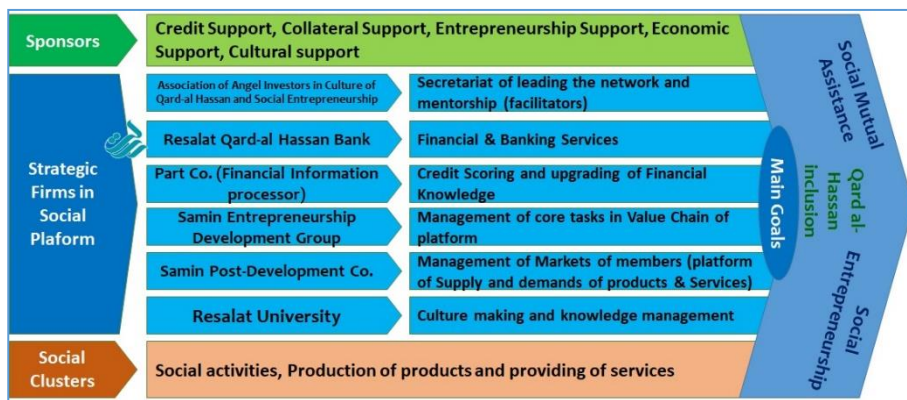 Sponsors
Credit Support, Collateral Support, Entrepreneurship Support, Economic
Support, Cultural support
Strategic
Firms in
Social
Plaform
Association of Angel Investors in Culture of
Qard-al Hassan and Social Entrepreneurship
Secretariat of leading the network and
mentorship (facilitators)
Resalat Qard-al Hassan Bank
Financial & Banking Services
Part Co. (Financial Information
processor)
Credit Scoring and upgrading of Financial
Knowledge
Samin Entrepreneurship
Development Group
Management of core tasks in Value Chain of
platform
Samin Post-Development Co.
Management of Markets of members (platform
of Supply and demands of products & Services)
Resalat University
Culture making and knowledge management
Social
Clusters
Social activities, Production of products and providing of services
Main Goals
Social Mutual
Assistance
Qard al-
Hassan
inclusion
Social
Entrepreneurship